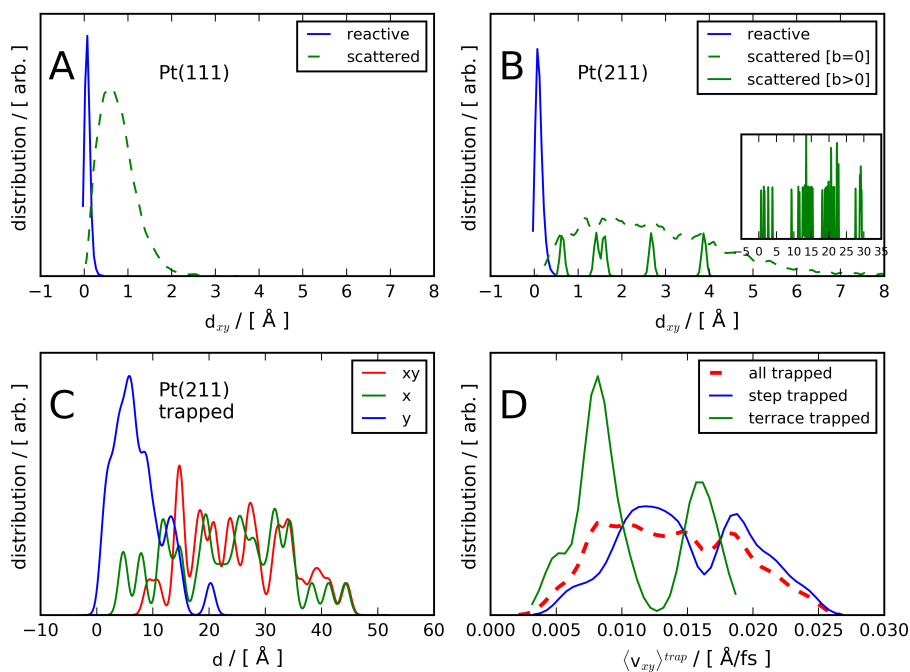 A
Pt(111)
reactive
scattered
distribution / [ arb. ]
−1 0 1 2 3 4 5 6 7 8
d_xy / [ Å ]
B
Pt(211)
reactive
scattered [b=0]
scattered [b>0]
distribution / [ arb. ]
−5 0 5 10 15 20 25 30 35
−1 0 1 2 3 4 5 6 7 8
d_xy / [ Å ]
C
Pt(211)
trapped
xy
x
y
distribution / [ arb. ]
−10 0 10 20 30 40 50 60
d / [ Å ]
D
all trapped
step trapped
terrace trapped
distribution / [ arb. ]
0.000 0.005 0.010 0.015 0.020 0.025 0.030
⟨v_xy⟩^trap / [ Å/fs ]